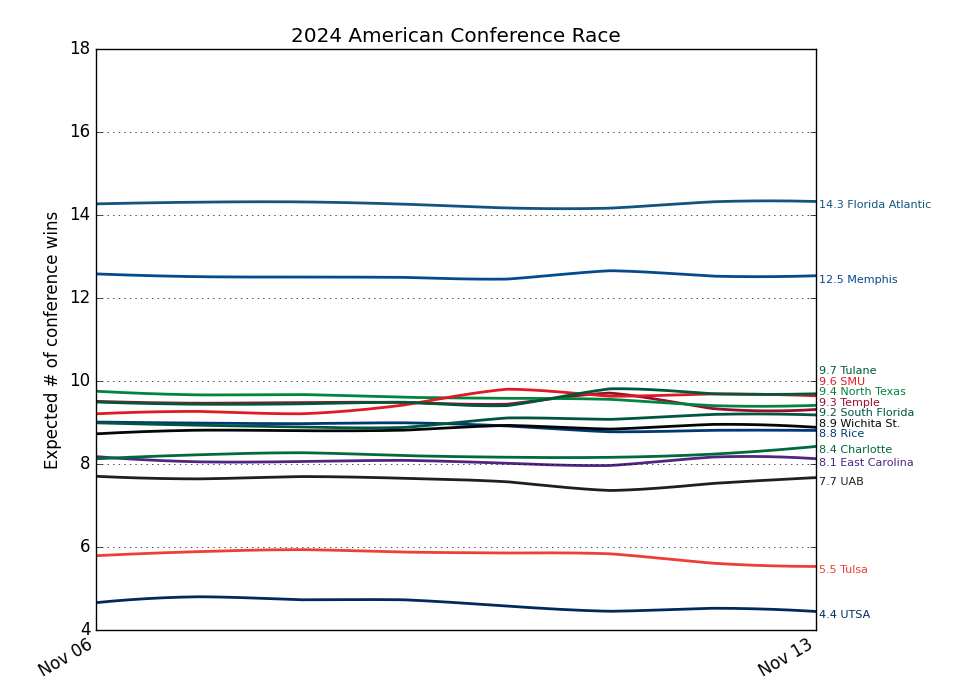 2024 American Conference Race
Expected # of conference wins
18
16
14
12
10
8
6
4
14.3 Florida Atlantic
12.5 Memphis
9.7 Tulane
9.6 SMU
9.4 North Texas
9.3 Temple
9.2 South Florida
8.9 Wichita St.
8.8 Rice
8.4 Charlotte
8.1 East Carolina
7.7 UAB
5.5 Tulsa
4.4 UTSA
Nov 06
Nov 13